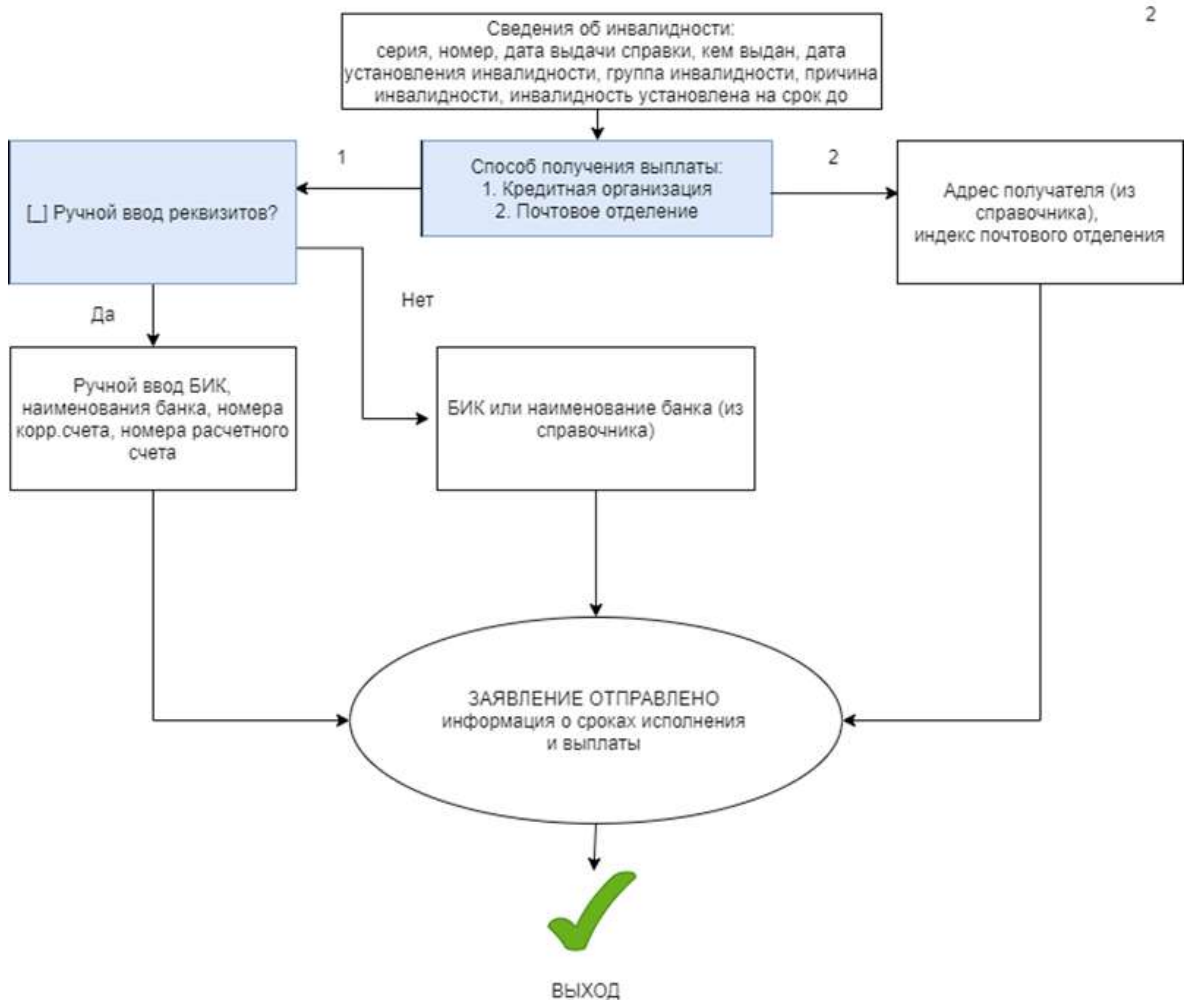 2
Сведения об инвалидности:
серия, номер, дата выдачи справки, кем выдан, дата
установления инвалидности, группа инвалидности, причина
инвалидности, инвалидность установлена на срок до
1
Способ получения выплаты:
1. Кредитная организация
2. Почтовое отделение
2
[_] Ручной ввод реквизитов?
Адрес получателя (из
справочника),
индекс почтового отделения
Да
Нет
Ручной ввод БИК,
наименования банка, номера
корр.счета, номера расчетного
счета
БИК или наименование банка (из
справочника)
ЗАЯВЛЕНИЕ ОТПРАВЛЕНО
информация о сроках исполнения
и выплаты
ВЫХОД